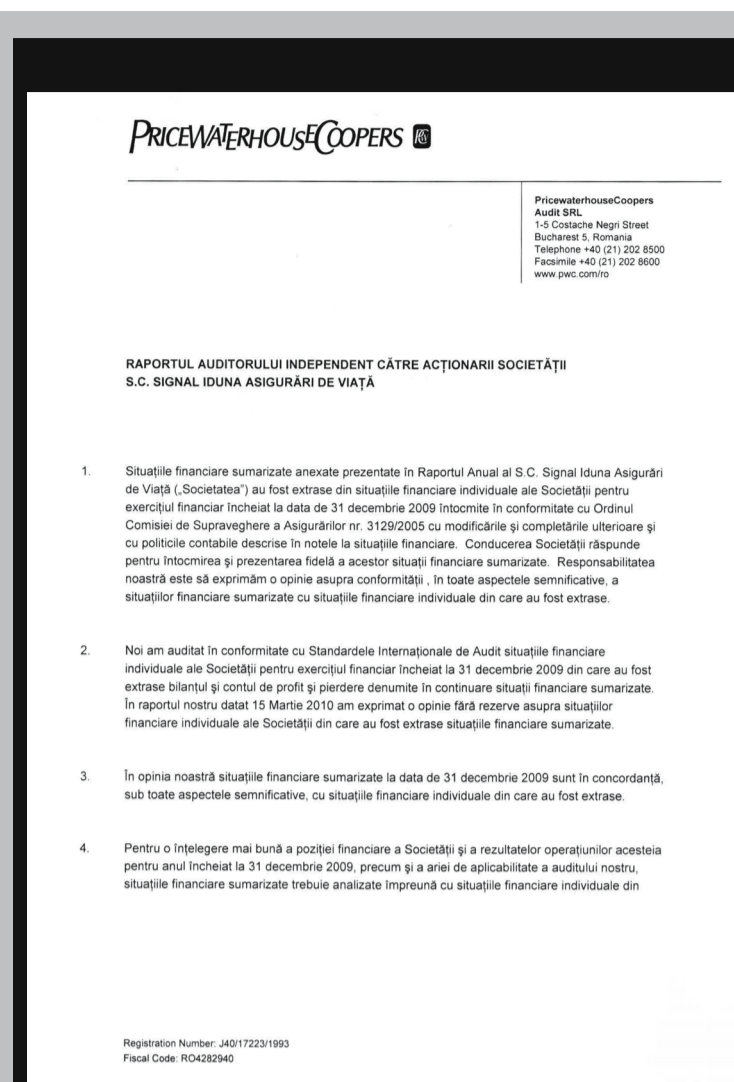 PRICEWATERHOUSECOOPERS
PricewaterhouseCoopers
Audit SRL
1-5 Costache Negri Street
Bucharest 5, Romania
Telephone +40 (21) 202 8500
Facsimile +40 (21) 202 8600
www.pwc.com/ro
RAPORTUL AUDITORULUI INDEPENDENT CĂTRE ACȚIONARII SOCIETĂȚII
S.C. SIGNAL IDUNA ASIGURĂRI DE VIAȚĂ
1. Situațiile financiare sumarizate anexate prezentate în Raportul Anual al S.C. Signal Iduna Asigurări
de Viață („Societatea”) au fost extrase din situațiile financiare individuale ale Societății pentru
exercițiul financiar încheiat la data de 31 decembrie 2009 întocmite în conformitate cu Ordinul
Comisiei de Supraveghere a Asigurărilor nr. 3129/2005 cu modificările și completările ulterioare și
cu politicile contabile descrise în notele la situațiile financiare. Conducerea Societății răspunde
pentru întocmirea și prezentarea fidelă a acestor situații financiare sumarizate. Responsabilitatea
noastră este să exprimăm o opinie asupra conformității , în toate aspectele semnificative, a
situațiilor financiare sumarizate cu situațiile financiare individuale din care au fost extrase.
2. Noi am auditat în conformitate cu Standardele Internaționale de Audit situațiile financiare
individuale ale Societății pentru exercițiul financiar încheiat la 31 decembrie 2009 din care au fost
extrase bilanțul și contul de profit și pierdere denumite în continuare situații financiare sumarizate.
În raportul nostru datat 15 Martie 2010 am exprimat o opinie fără rezerve asupra situațiilor
financiare individuale ale Societății din care au fost extrase situațiile financiare sumarizate.
3. În opinia noastră situațiile financiare sumarizate la data de 31 decembrie 2009 sunt în concordanță,
sub toate aspectele semnificative, cu situațiile financiare individuale din care au fost extrase.
4. Pentru o înțelegere mai bună a poziției financiare a Societății și a rezultatelor operațiunilor acesteia
pentru anul încheiat la 31 decembrie 2009, precum și a ariei de aplicabilitate a auditului nostru,
situațiile financiare sumarizate trebuie analizate împreună cu situațiile financiare individuale din
Registration Number: J40/17223/1993
Fiscal Code: RO4282940